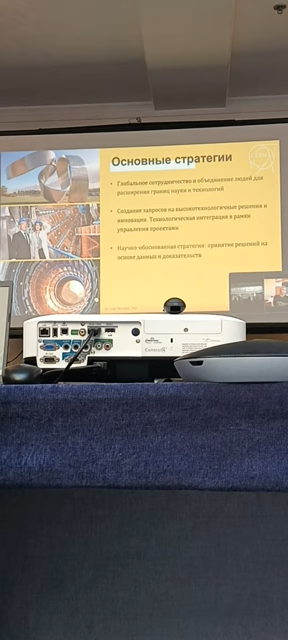 Основные стратегии
• Глобальное сотрудничество и объединение людей для
расширения границ науки и технологий
• Создание запросов на высокотехнологичные решения и
инновации. Технологическая интеграция в рамки
управления проектами
• Научно-обоснованная стратегия: принятие решений на
основе данных и доказательств